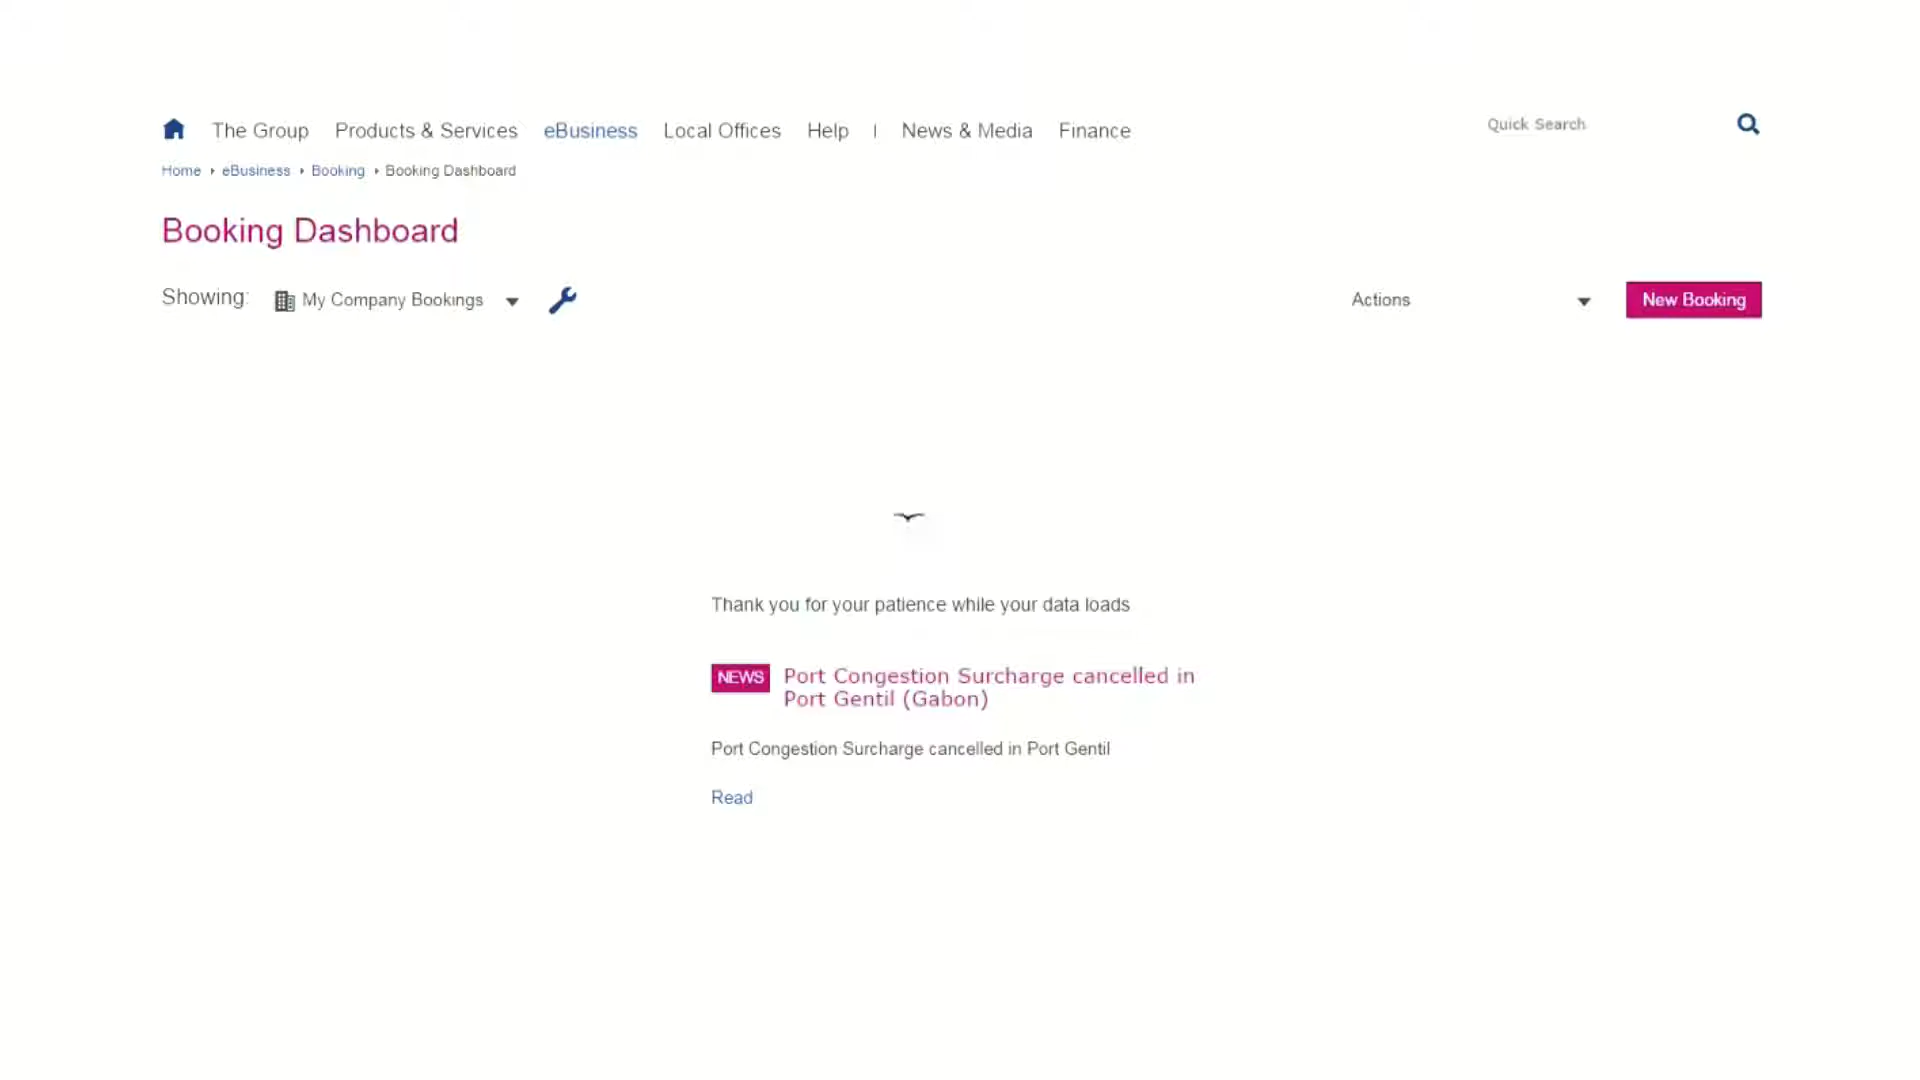 The Group Products & Services eBusiness Local Offices Help | News & Media Finance Quick Search
Home eBusiness Booking Booking Dashboard
Booking Dashboard
Showing: My Company Bookings Actions New Booking
Thank you for your patience while your data loads
NEWS Port Congestion Surcharge cancelled in
Port Gentil (Gabon)
Port Congestion Surcharge cancelled in Port Gentil
Read